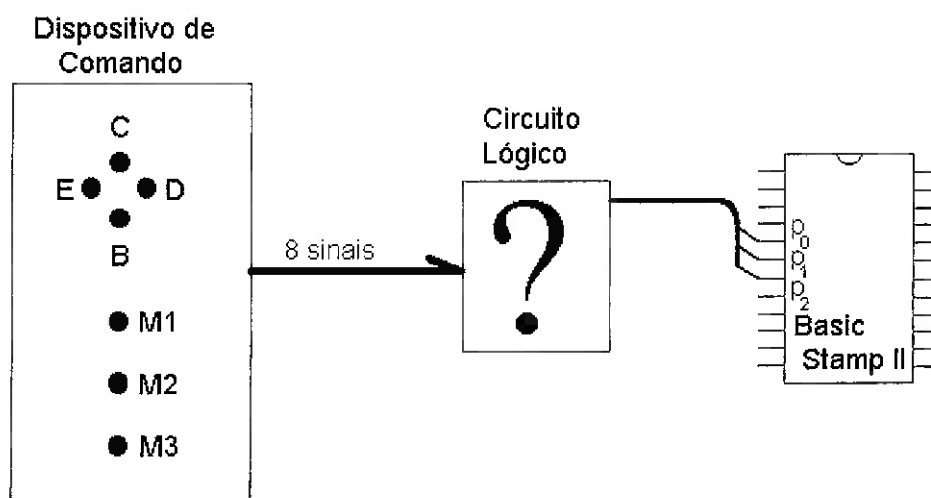 Dispositivo de
Comando
C
E
D
B
M1
M2
M3
8 sinais
Circuito
Lógico
?
p0
p1
p2
Basic
Stamp II